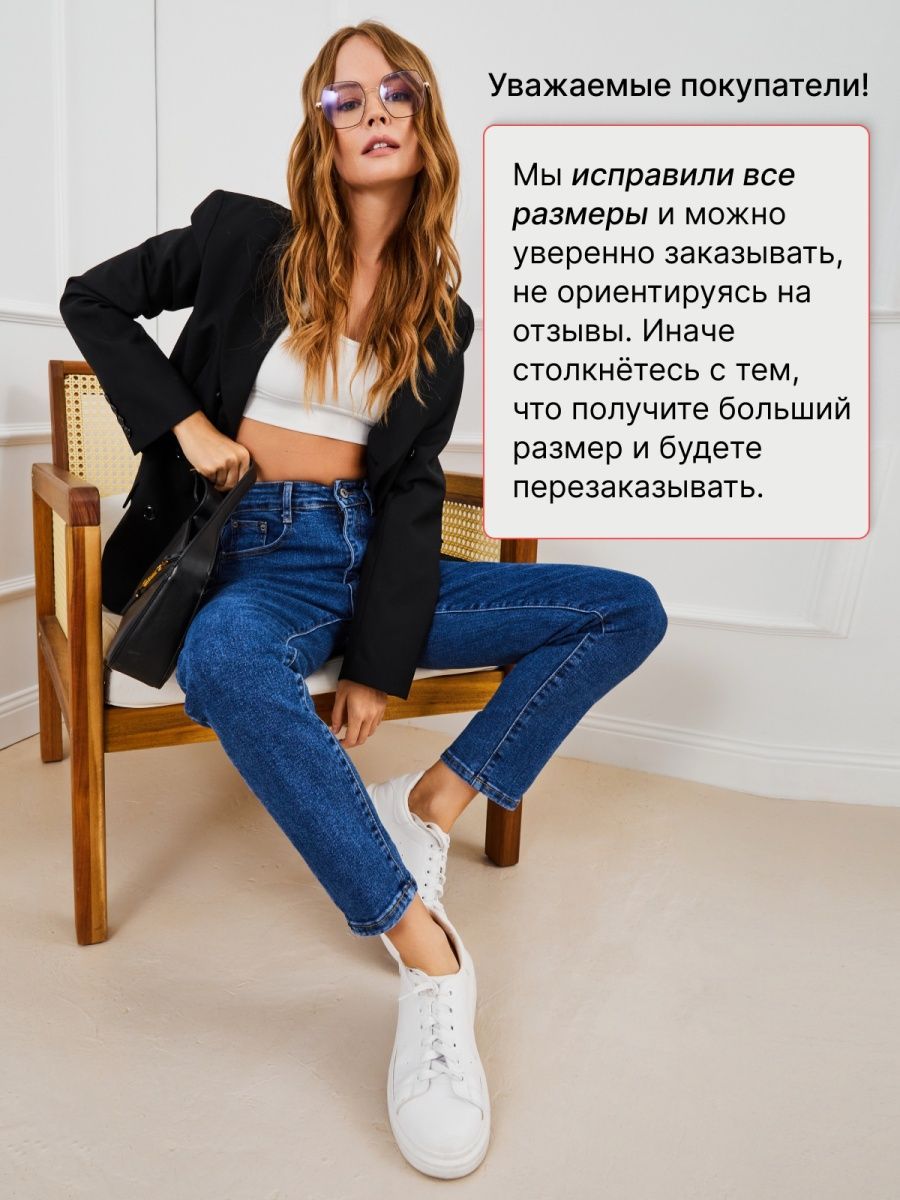 Уважаемые покупатели!
Мы исправили все
размеры и можно
уверенно заказывать,
не ориентируясь на
отзывы. Иначе
столкнётесь с тем,
что получите больший
размер и будете
перезаказывать.